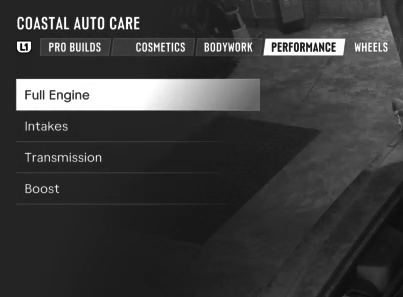 COASTAL AUTO CARE
L1 PRO BUILDS COSMETICS BODYWORK PERFORMANCE WHEELS
Full Engine
Intakes
Transmission
Boost